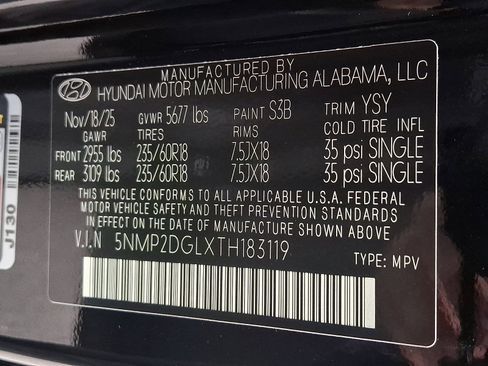 MANUFACTURED BY
HYUNDAI MOTOR MANUFACTURING ALABAMA, LLC
Nov/18/25 GVWR 5677 lbs PAINT S3B TRIM YSY
GAWR TIRES RIMS COLD TIRE INFL
FRONT 2955 lbs 235/60R18 7.5JX18 35 psi SINGLE
REAR 3109 lbs 235/60R18 7.5JX18 35 psi SINGLE
THIS VEHICLE CONFORMS TO ALL APPLICABLE U.S.A. FEDERAL
MOTOR VEHICLE SAFETY AND THEFT PREVENTION STANDARDS
IN EFFECT ON THE DATE OF MANUFACTURE SHOWN ABOVE.
V.I.N 5NMP2DGLXTH183119
TYPE: MPV
J130